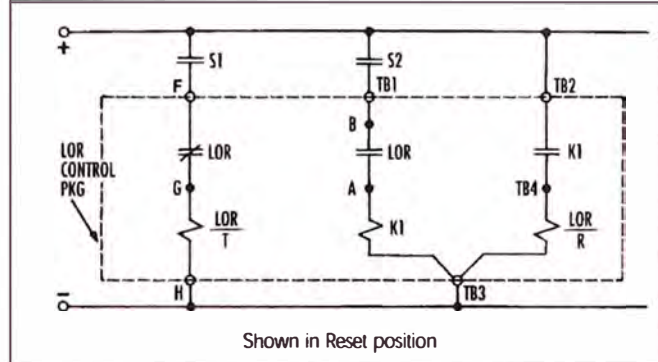 +
S1
S2
F
TB1
TB2
B
LOR
CONTROL
PKG
LOR
LOR
K1
G
A
TB4
LOR
T
K1
LOR
R
H
TB3
–
Shown in Reset position